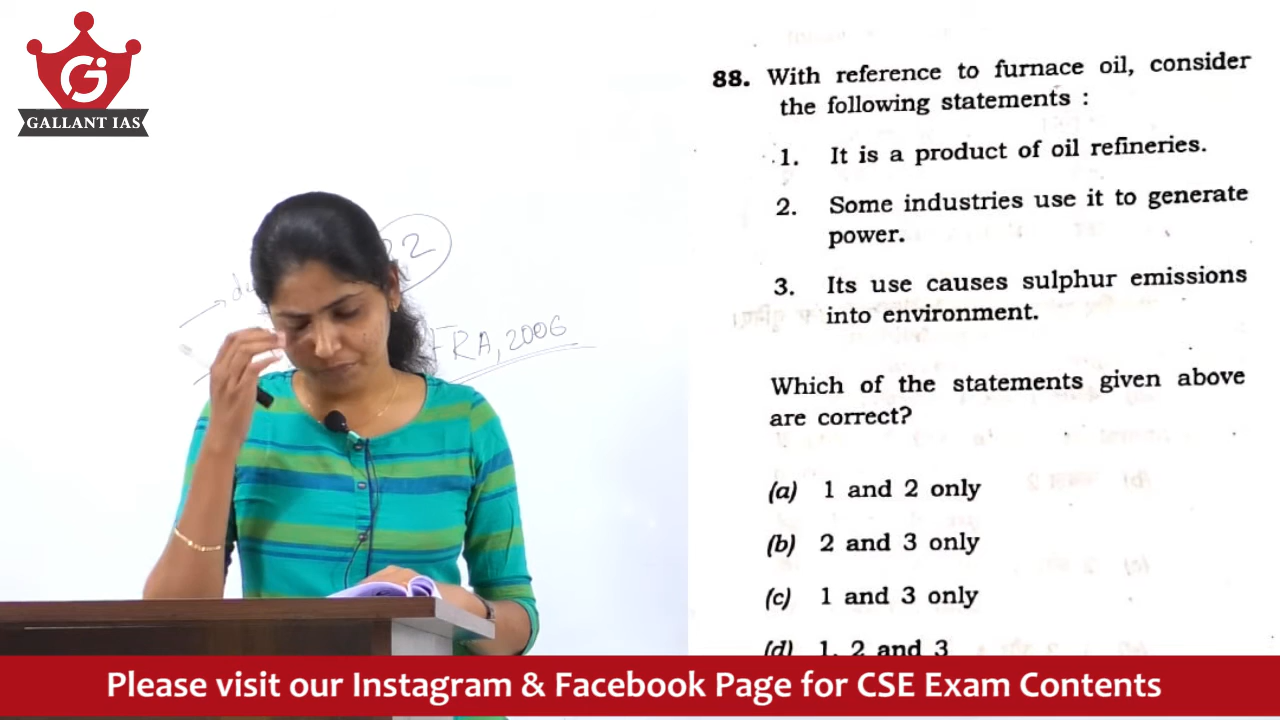 GALLANT IAS
FRA, 2006
88. With reference to furnace oil, consider
the following statements :
1. It is a product of oil refineries.
2. Some industries use it to generate
power.
3. Its use causes sulphur emissions
into environment.
Which of the statements given above
are correct?
(a) 1 and 2 only
(b) 2 and 3 only
(c) 1 and 3 only
(d) 1, 2 and 3
Please visit our Instagram & Facebook Page for CSE Exam Contents